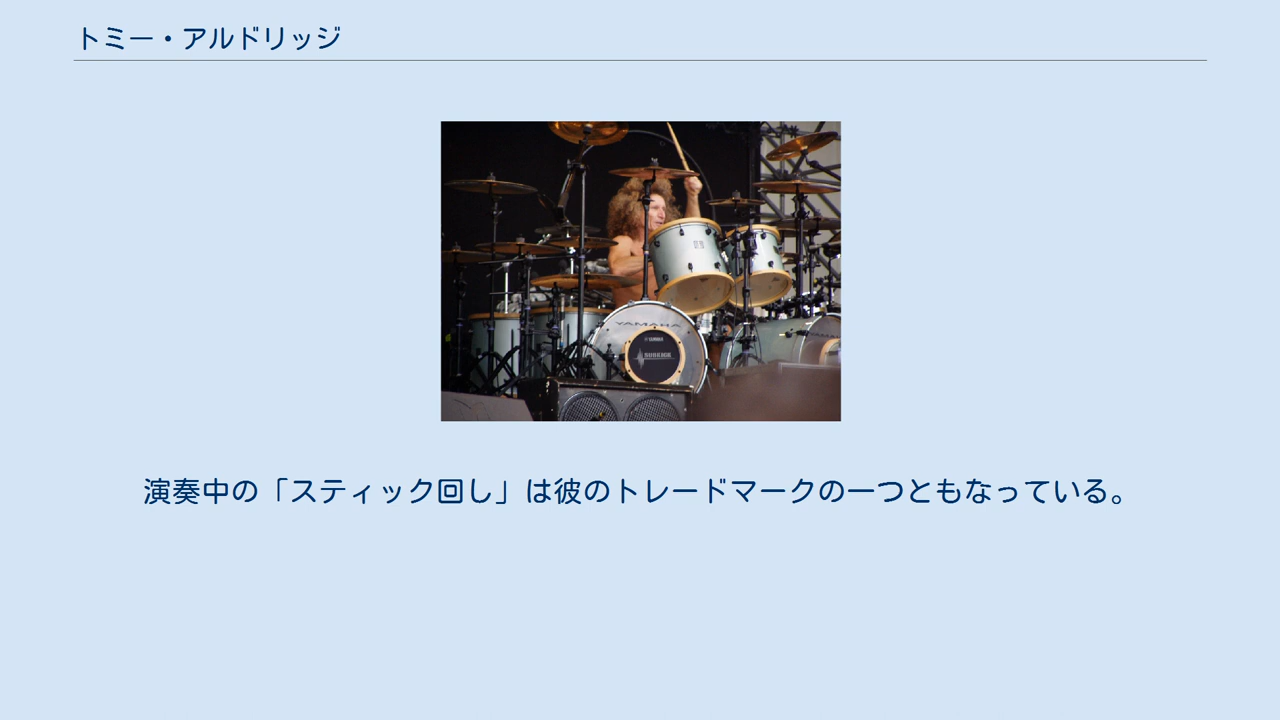 トミー・アルドリッジ
YAMAHA
演奏中の「スティック回し」は彼のトレードマークの一つともなっている。